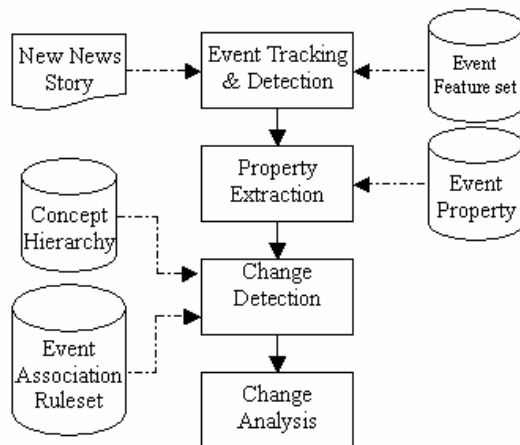 New News
Story
Event Tracking
& Detection
Event
Feature set
Property
Extraction
Event
Property
Concept
Hierarchy
Change
Detection
Event
Association
Ruleset
Change
Analysis